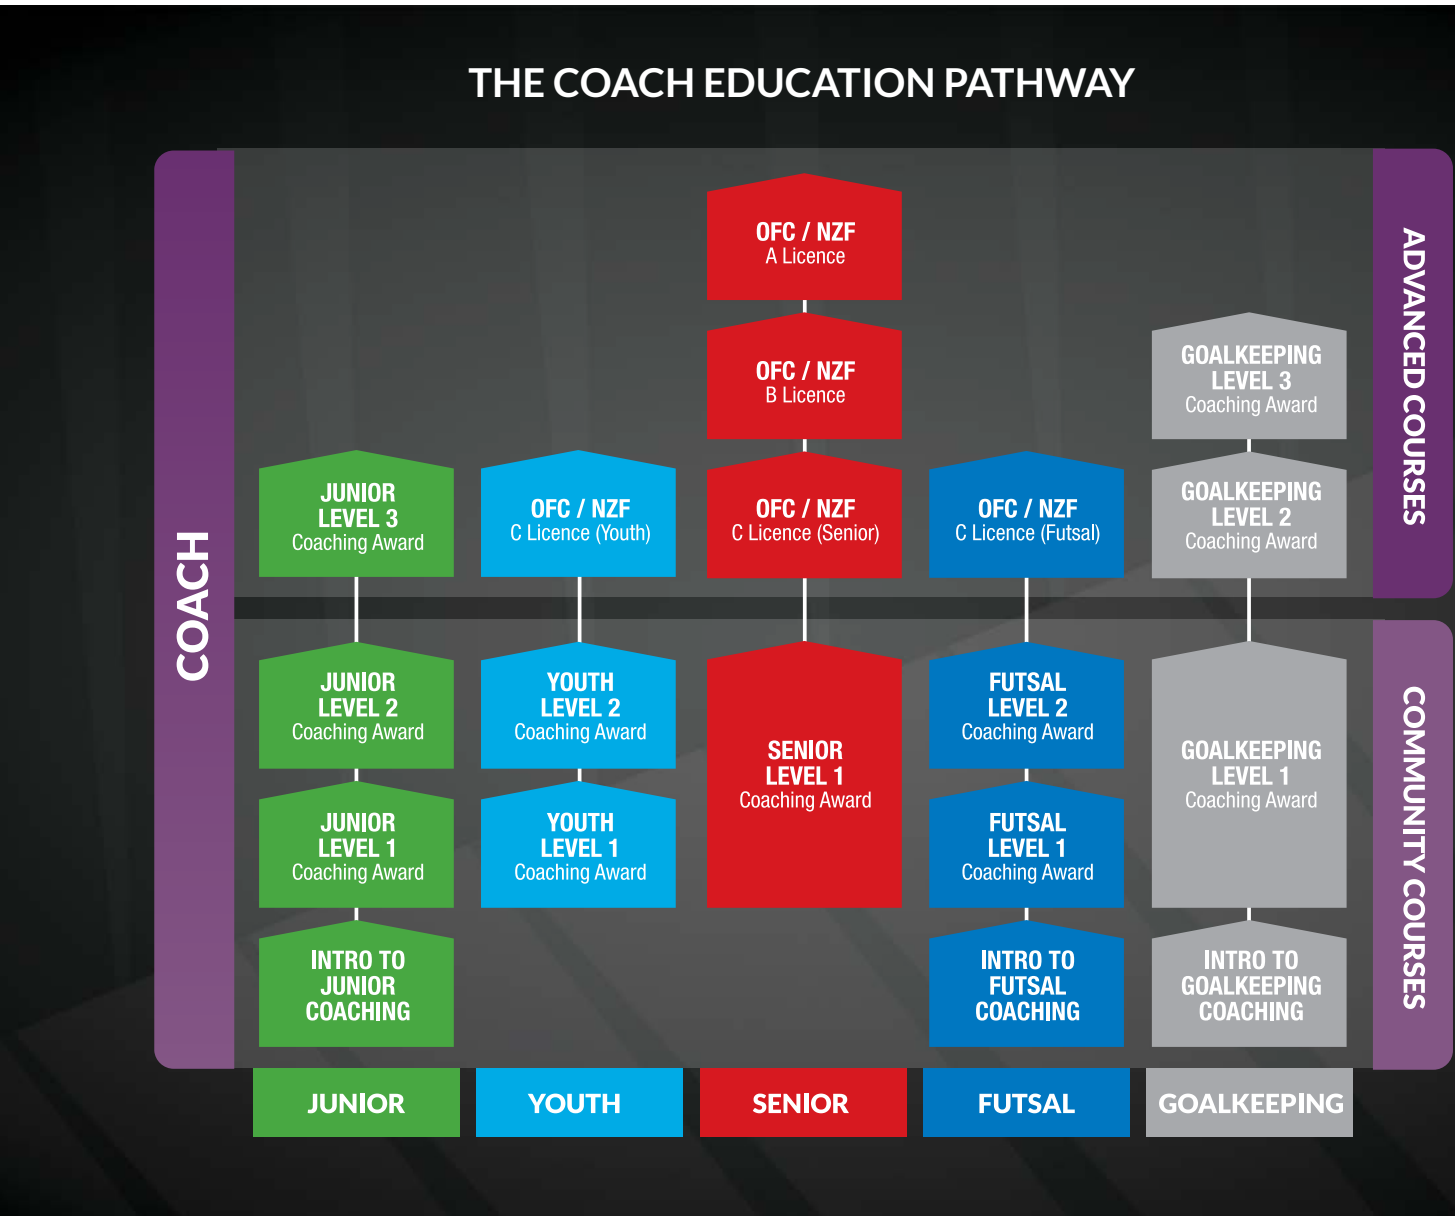 THE COACH EDUCATION PATHWAY
COACH
ADVANCED COURSES
COMMUNITY COURSES
OFC / NZF
A Licence
OFC / NZF
B Licence
GOALKEEPING
LEVEL 3
Coaching Award
JUNIOR
LEVEL 3
Coaching Award
OFC / NZF
C Licence (Youth)
OFC / NZF
C Licence (Senior)
OFC / NZF
C Licence (Futsal)
GOALKEEPING
LEVEL 2
Coaching Award
JUNIOR
LEVEL 2
Coaching Award
YOUTH
LEVEL 2
Coaching Award
SENIOR
LEVEL 1
Coaching Award
FUTSAL
LEVEL 2
Coaching Award
GOALKEEPING
LEVEL 1
Coaching Award
JUNIOR
LEVEL 1
Coaching Award
YOUTH
LEVEL 1
Coaching Award
FUTSAL
LEVEL 1
Coaching Award
INTRO TO
JUNIOR
COACHING
INTRO TO
FUTSAL
COACHING
INTRO TO
GOALKEEPING
COACHING
JUNIOR
YOUTH
SENIOR
FUTSAL
GOALKEEPING